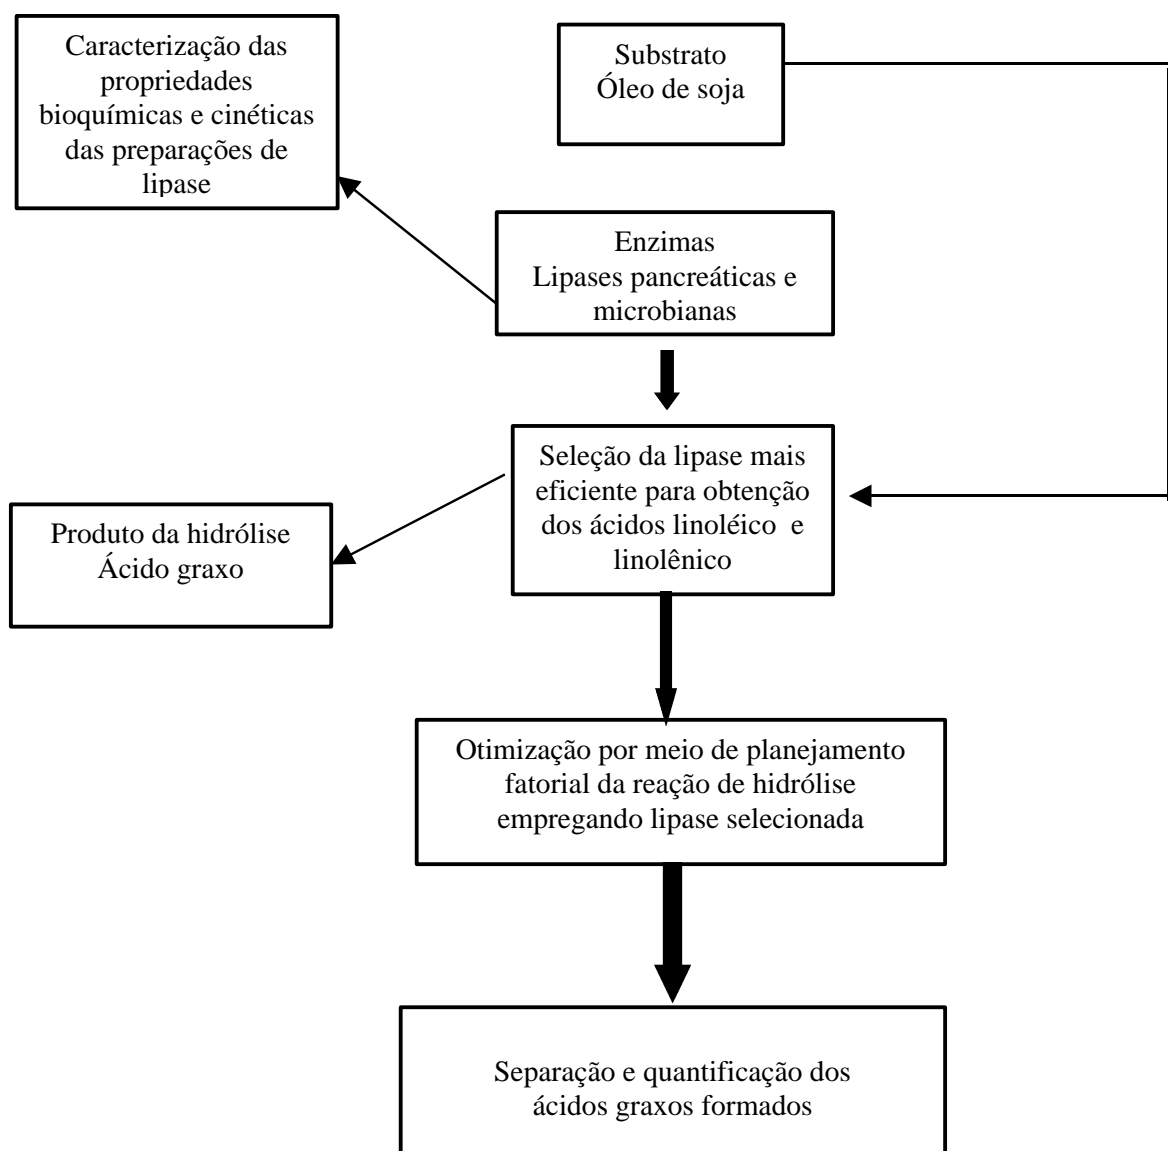 Caracterização das
propriedades
bioquímicas e cinéticas
das preparações de
lipase
Substrato
Óleo de soja
Enzimas
Lipases pancreáticas e
microbianas
Seleção da lipase mais
eficiente para obtenção
dos ácidos linoléico e
linolênico
Produto da hidrólise
Ácido graxo
Otimização por meio de planejamento
fatorial da reação de hidrólise
empregando lipase selecionada
Separação e quantificação dos
ácidos graxos formados